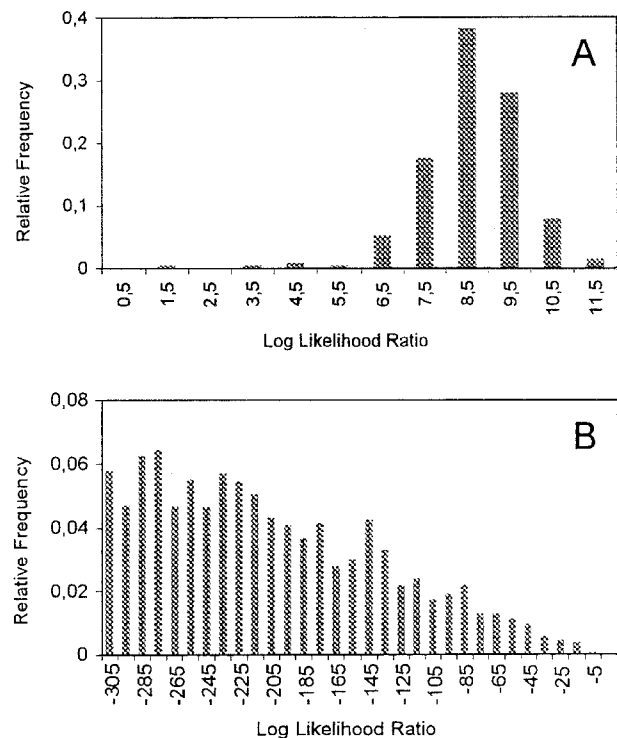 A
Relative Frequency
0,4
0,3
0,2
0,1
0
0,5 1,5 2,5 3,5 4,5 5,5 6,5 7,5 8,5 9,5 10,5 11,5
Log Likelihood Ratio
B
Relative Frequency
0,08
0,06
0,04
0,02
0
-305 -285 -265 -245 -225 -205 -185 -165 -145 -125 -105 -85 -65 -45 -25 -5
Log Likelihood Ratio